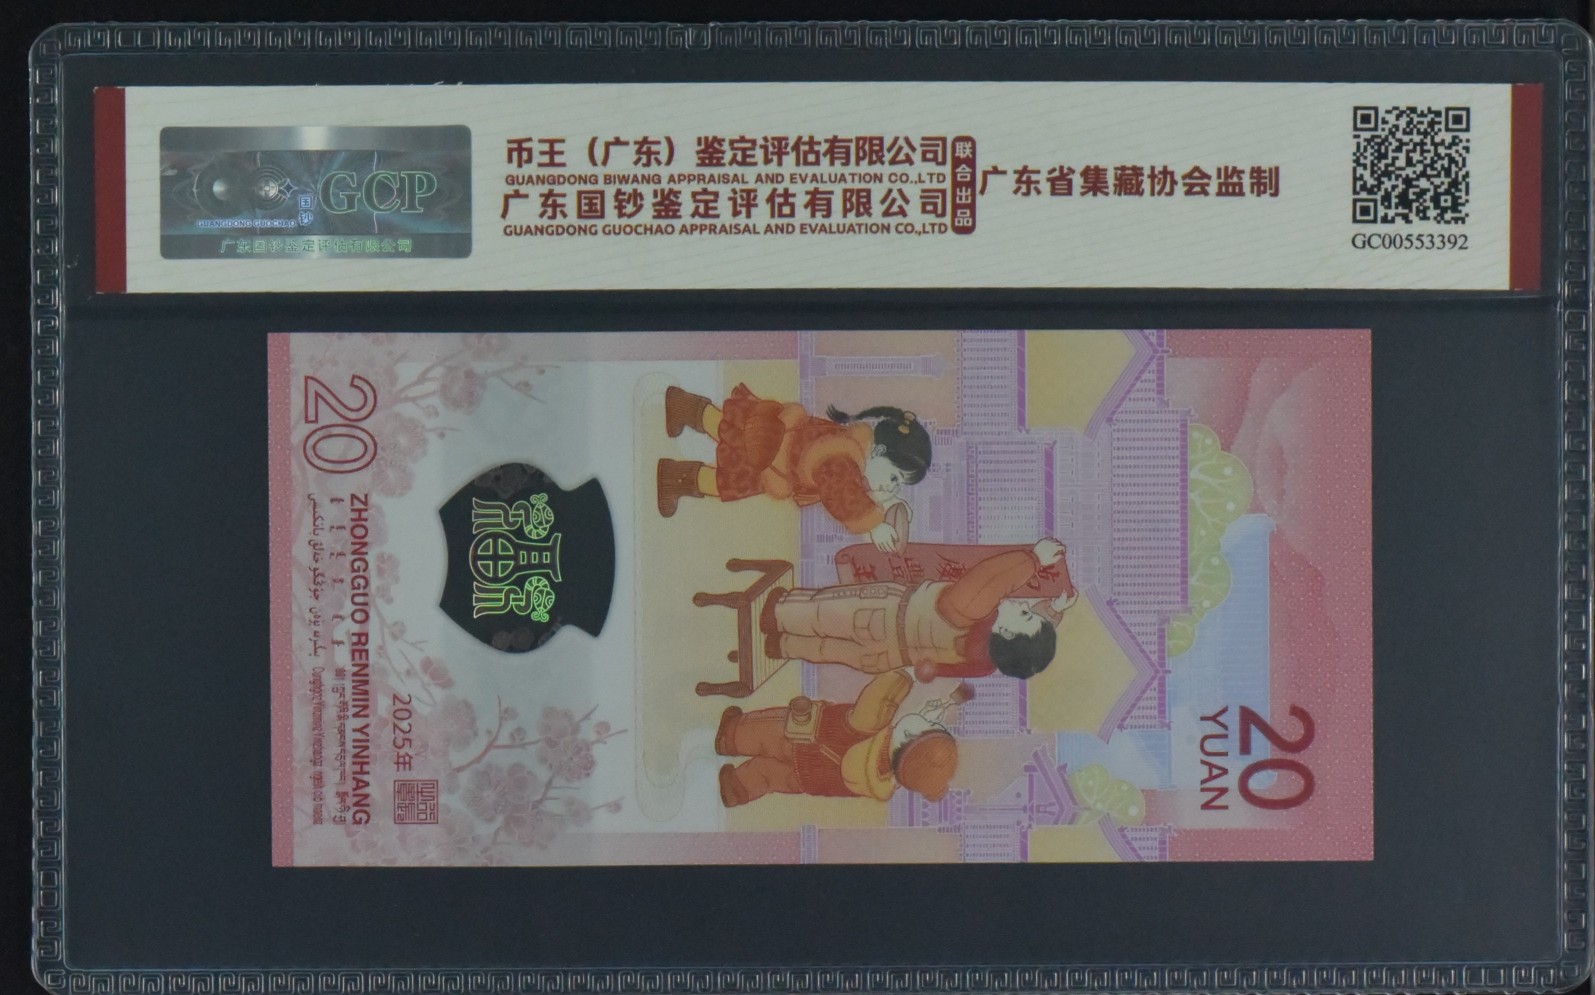 币王（广东）鉴定评估有限公司
GUANGDONG BIWANG APPRAISAL AND EVALUATION CO.,LTD
广东国钞鉴定评估有限公司
GUANGDONG GUOCHAO APPRAISAL AND EVALUATION CO.,LTD
联合出品
广东省集藏协会监制
GC00553392
GCP
国钞
GUANGDONG GUOCHAO
广东国钞鉴定评估有限公司
20
ZHONGGUO RENMIN YINHANG
2025年
20
YUAN